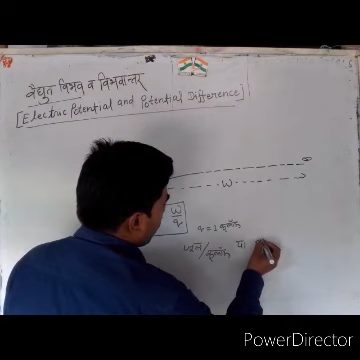 वैद्युत विभव व विभवान्तर
[Electric Potential and Potential Difference]
∞
W
W/q
q = 1 कूलॉम
जूल/कूलॉम या
PowerDirector